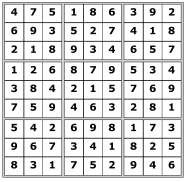 4 7 5 1 8 6 3 9 2
6 9 3 5 2 7 4 1 8
2 1 8 9 3 4 6 5 7
1 2 6 8 7 9 5 3 4
3 8 4 2 1 5 7 6 9
7 5 9 4 6 3 2 8 1
5 4 2 6 9 8 1 7 3
9 6 7 3 4 1 8 2 5
8 3 1 7 5 2 9 4 6